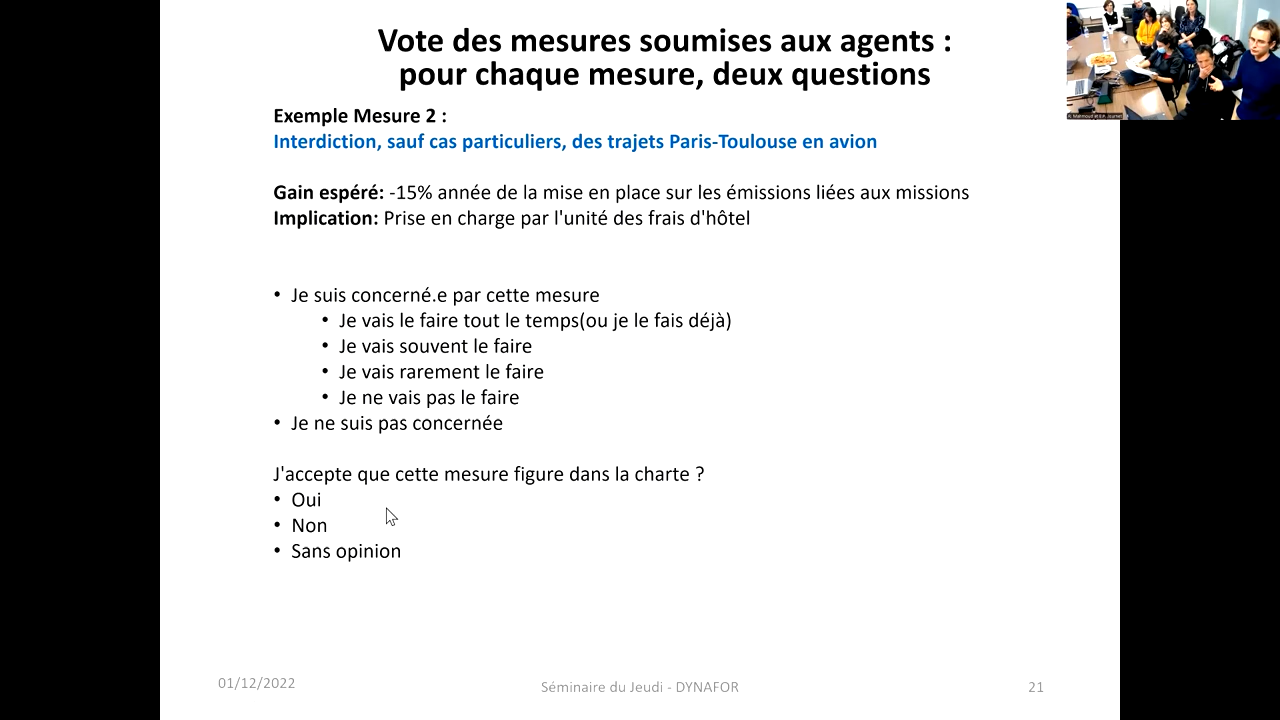 Vote des mesures soumises aux agents :
pour chaque mesure, deux questions
Exemple Mesure 2 :
Interdiction, sauf cas particuliers, des trajets Paris-Toulouse en avion
Gain espéré: -15% année de la mise en place sur les émissions liées aux missions
Implication: Prise en charge par l'unité des frais d'hôtel
• Je suis concerné.e par cette mesure
• Je vais le faire tout le temps(ou je le fais déjà)
• Je vais souvent le faire
• Je vais rarement le faire
• Je ne vais pas le faire
• Je ne suis pas concernée
J'accepte que cette mesure figure dans la charte ?
• Oui
• Non
• Sans opinion
01/12/2022
Séminaire du Jeudi - DYNAFOR
21